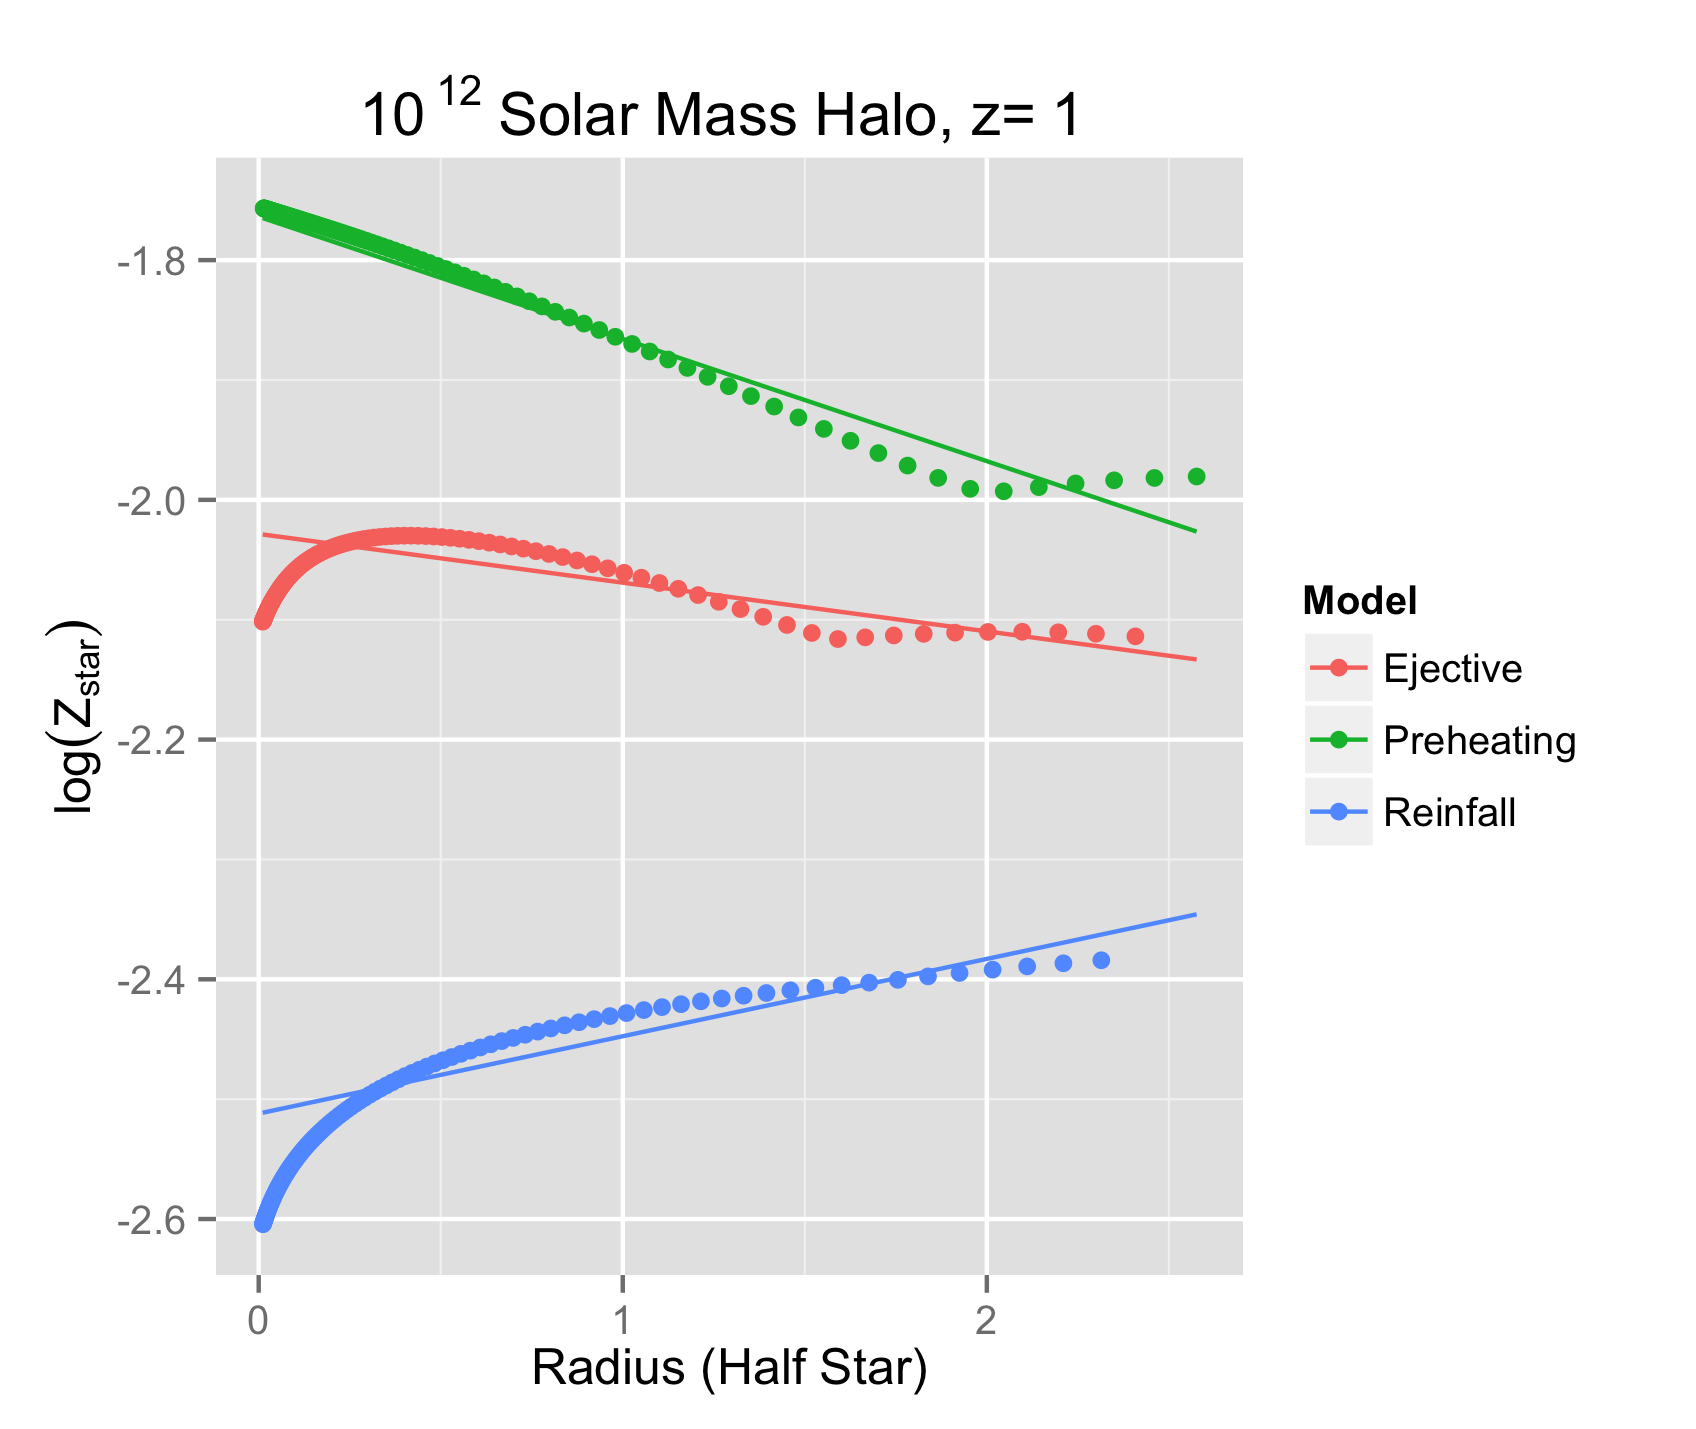 10 12 Solar Mass Halo, z= 1
-1.8
-2.0
-2.2
-2.4
-2.6
log(Zstar)
0 1 2
Radius (Half Star)
Model
Ejective
Preheating
Reinfall